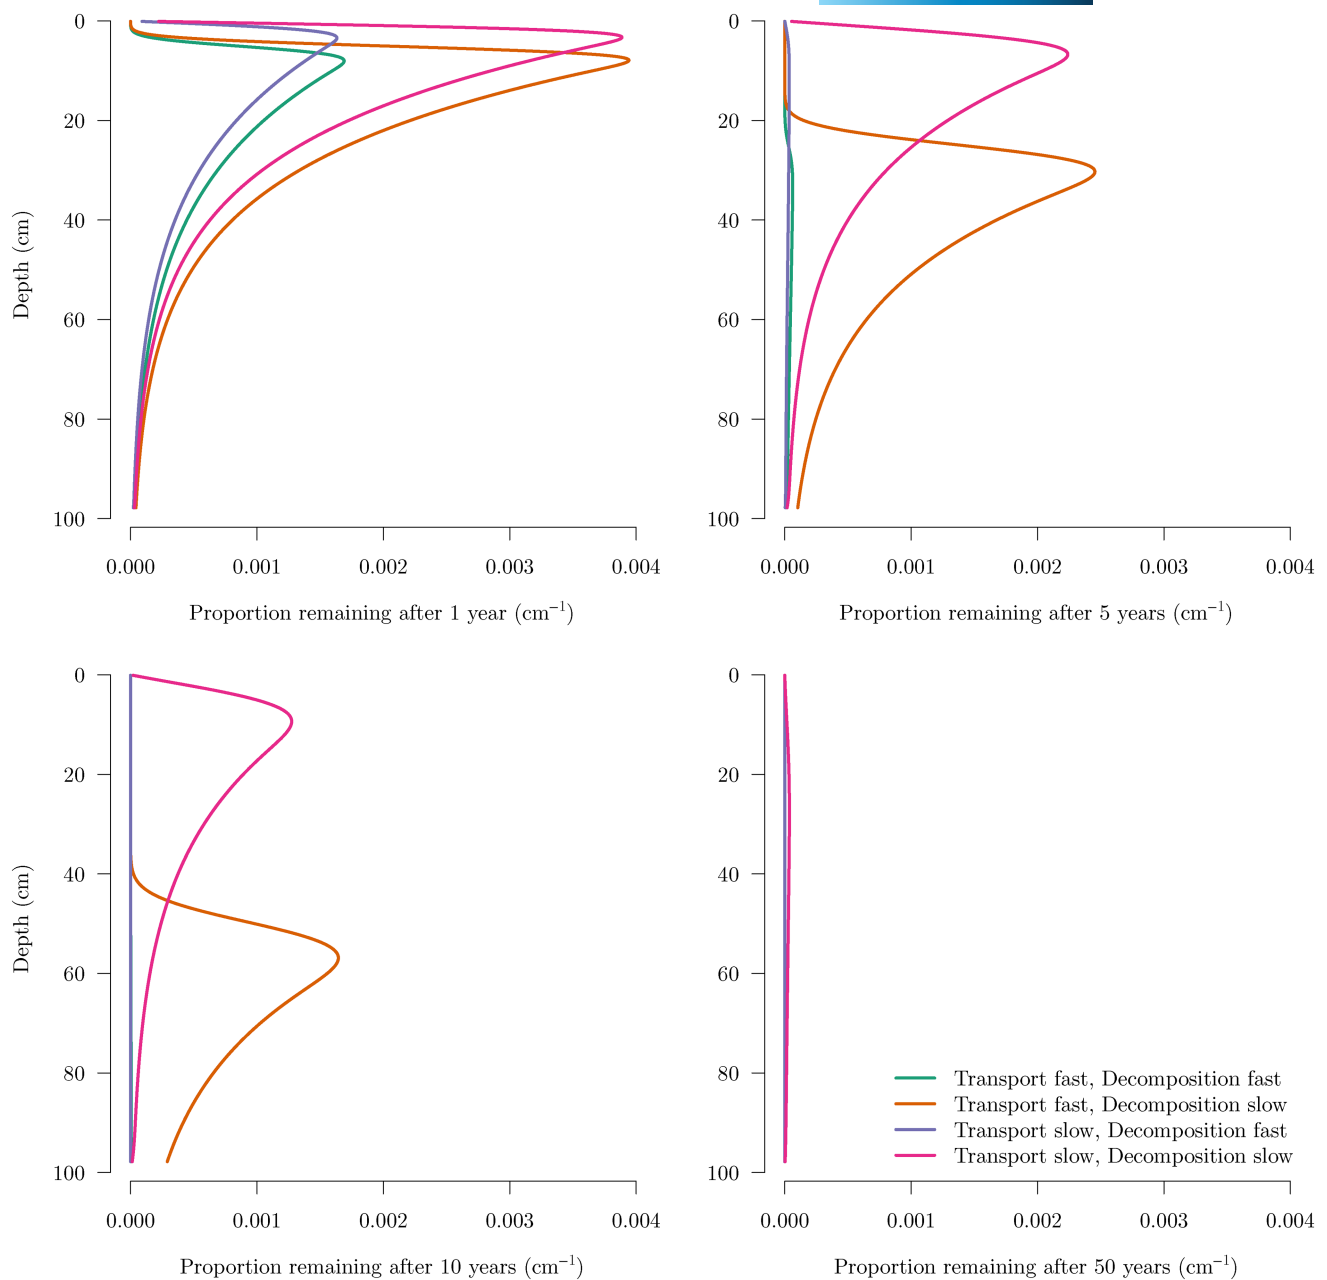 0
20
40
60
80
100
Depth (cm)
0.000 0.001 0.002 0.003 0.004
Proportion remaining after 1 year (cm⁻¹)
0
20
40
60
80
100
0.000 0.001 0.002 0.003 0.004
Proportion remaining after 5 years (cm⁻¹)
0
20
40
60
80
100
Depth (cm)
0.000 0.001 0.002 0.003 0.004
Proportion remaining after 10 years (cm⁻¹)
0
20
40
60
80
100
Transport fast, Decomposition fast
Transport fast, Decomposition slow
Transport slow, Decomposition fast
Transport slow, Decomposition slow
0.000 0.001 0.002 0.003 0.004
Proportion remaining after 50 years (cm⁻¹)